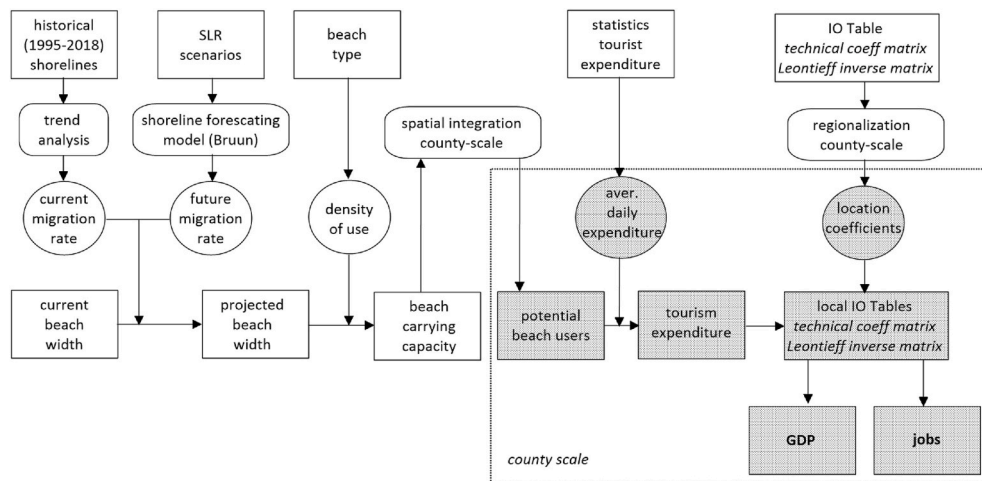 historical
(1995-2018)
shorelines
SLR
scenarios
beach
type
statistics
tourist
expenditure
IO Table
technical coeff matrix
Leontieff inverse matrix
trend
analysis
shoreline forescating
model (Bruun)
spatial integration
county-scale
regionalization
county-scale
current
migration
rate
future
migration
rate
density
of use
aver.
daily
expenditure
location
coefficients
current
beach
width
projected
beach
width
beach
carrying
capacity
potential
beach users
tourism
expenditure
local IO Tables
technical coeff matrix
Leontieff inverse matrix
GDP
jobs
county scale